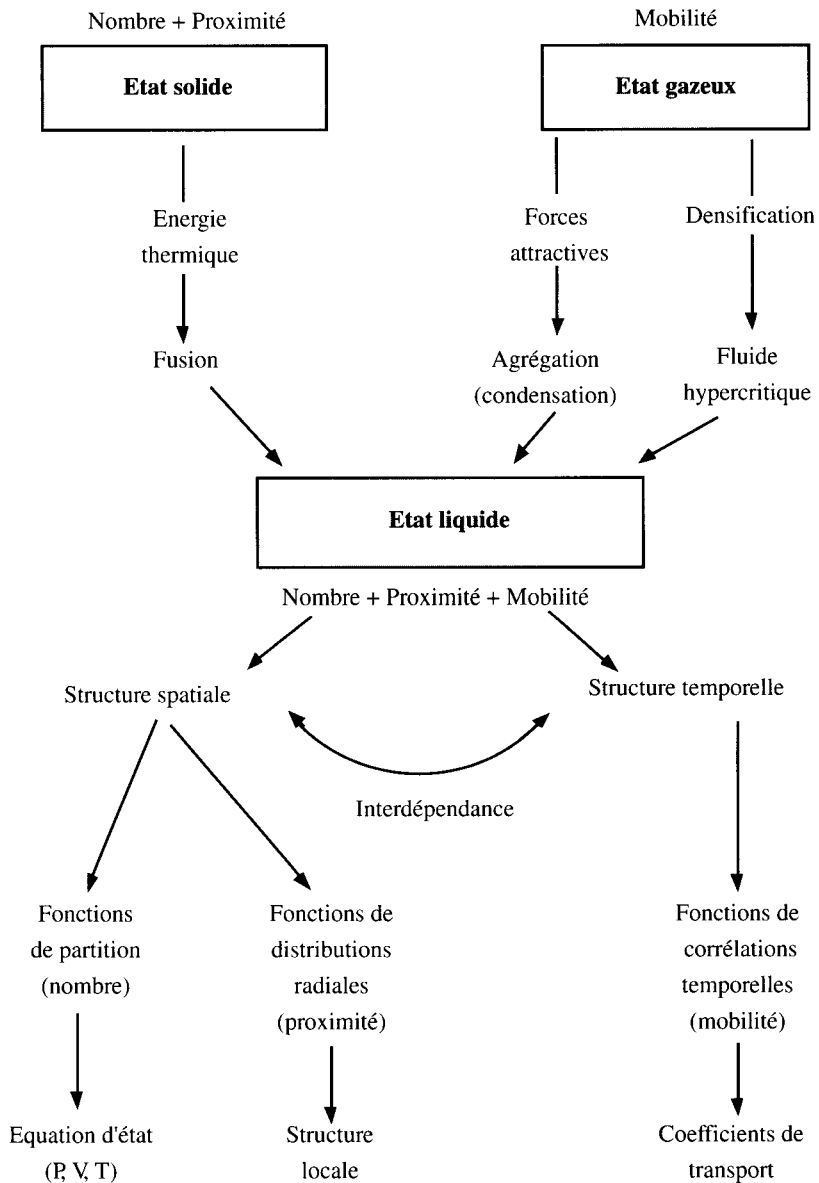 Nombre + Proximité
Mobilité
Etat solide
Etat gazeux
Energie
thermique
Forces
attractives
Densification
Fusion
Agrégation
(condensation)
Fluide
hypercritique
Etat liquide
Nombre + Proximité + Mobilité
Structure spatiale
Structure temporelle
Interdépendance
Fonctions
de partition
(nombre)
Fonctions de
distributions
radiales
(proximité)
Fonctions de
corrélations
temporelles
(mobilité)
Equation d'état
(P, V, T)
Structure
locale
Coefficients de
transport